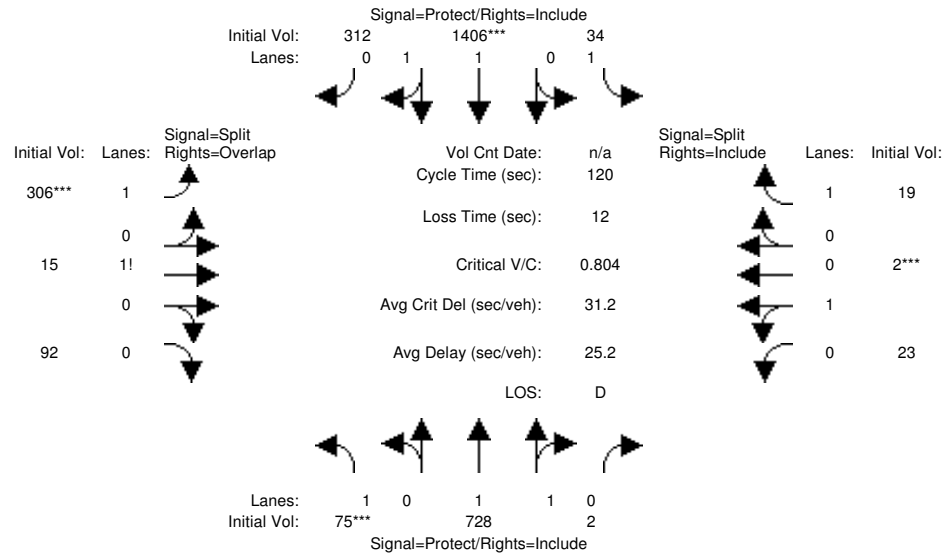 Signal=Protect/Rights=Include
Initial Vol: 312 1406*** 34
Lanes: 0 1 1 0 1
Signal=Split
Rights=Overlap
Initial Vol: Lanes:
306*** 1
0
15 1!
0
92 0
Vol Cnt Date: n/a
Cycle Time (sec): 120
Loss Time (sec): 12
Critical V/C: 0.804
Avg Crit Del (sec/veh): 31.2
Avg Delay (sec/veh): 25.2
LOS: D
Signal=Split
Rights=Include
Lanes: Initial Vol:
1 19
0
0 2***
1
0 23
Lanes: 1 0 1 1 0
Initial Vol: 75*** 728 2
Signal=Protect/Rights=Include